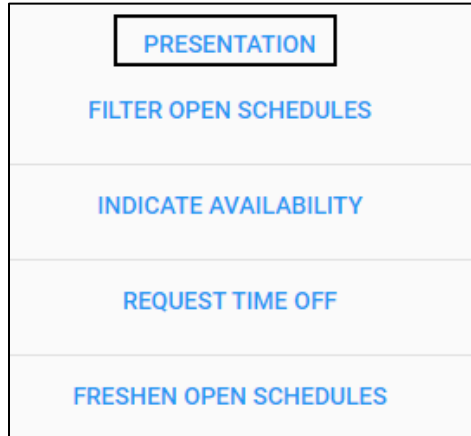 PRESENTATION
FILTER OPEN SCHEDULES
INDICATE AVAILABILITY
REQUEST TIME OFF
FRESHEN OPEN SCHEDULES